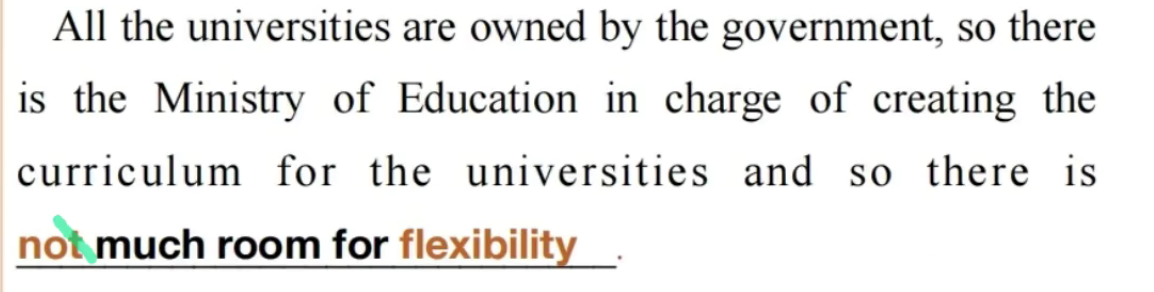 All the universities are owned by the government, so there
is the Ministry of Education in charge of creating the
curriculum for the universities and so there is
not much room for flexibility.